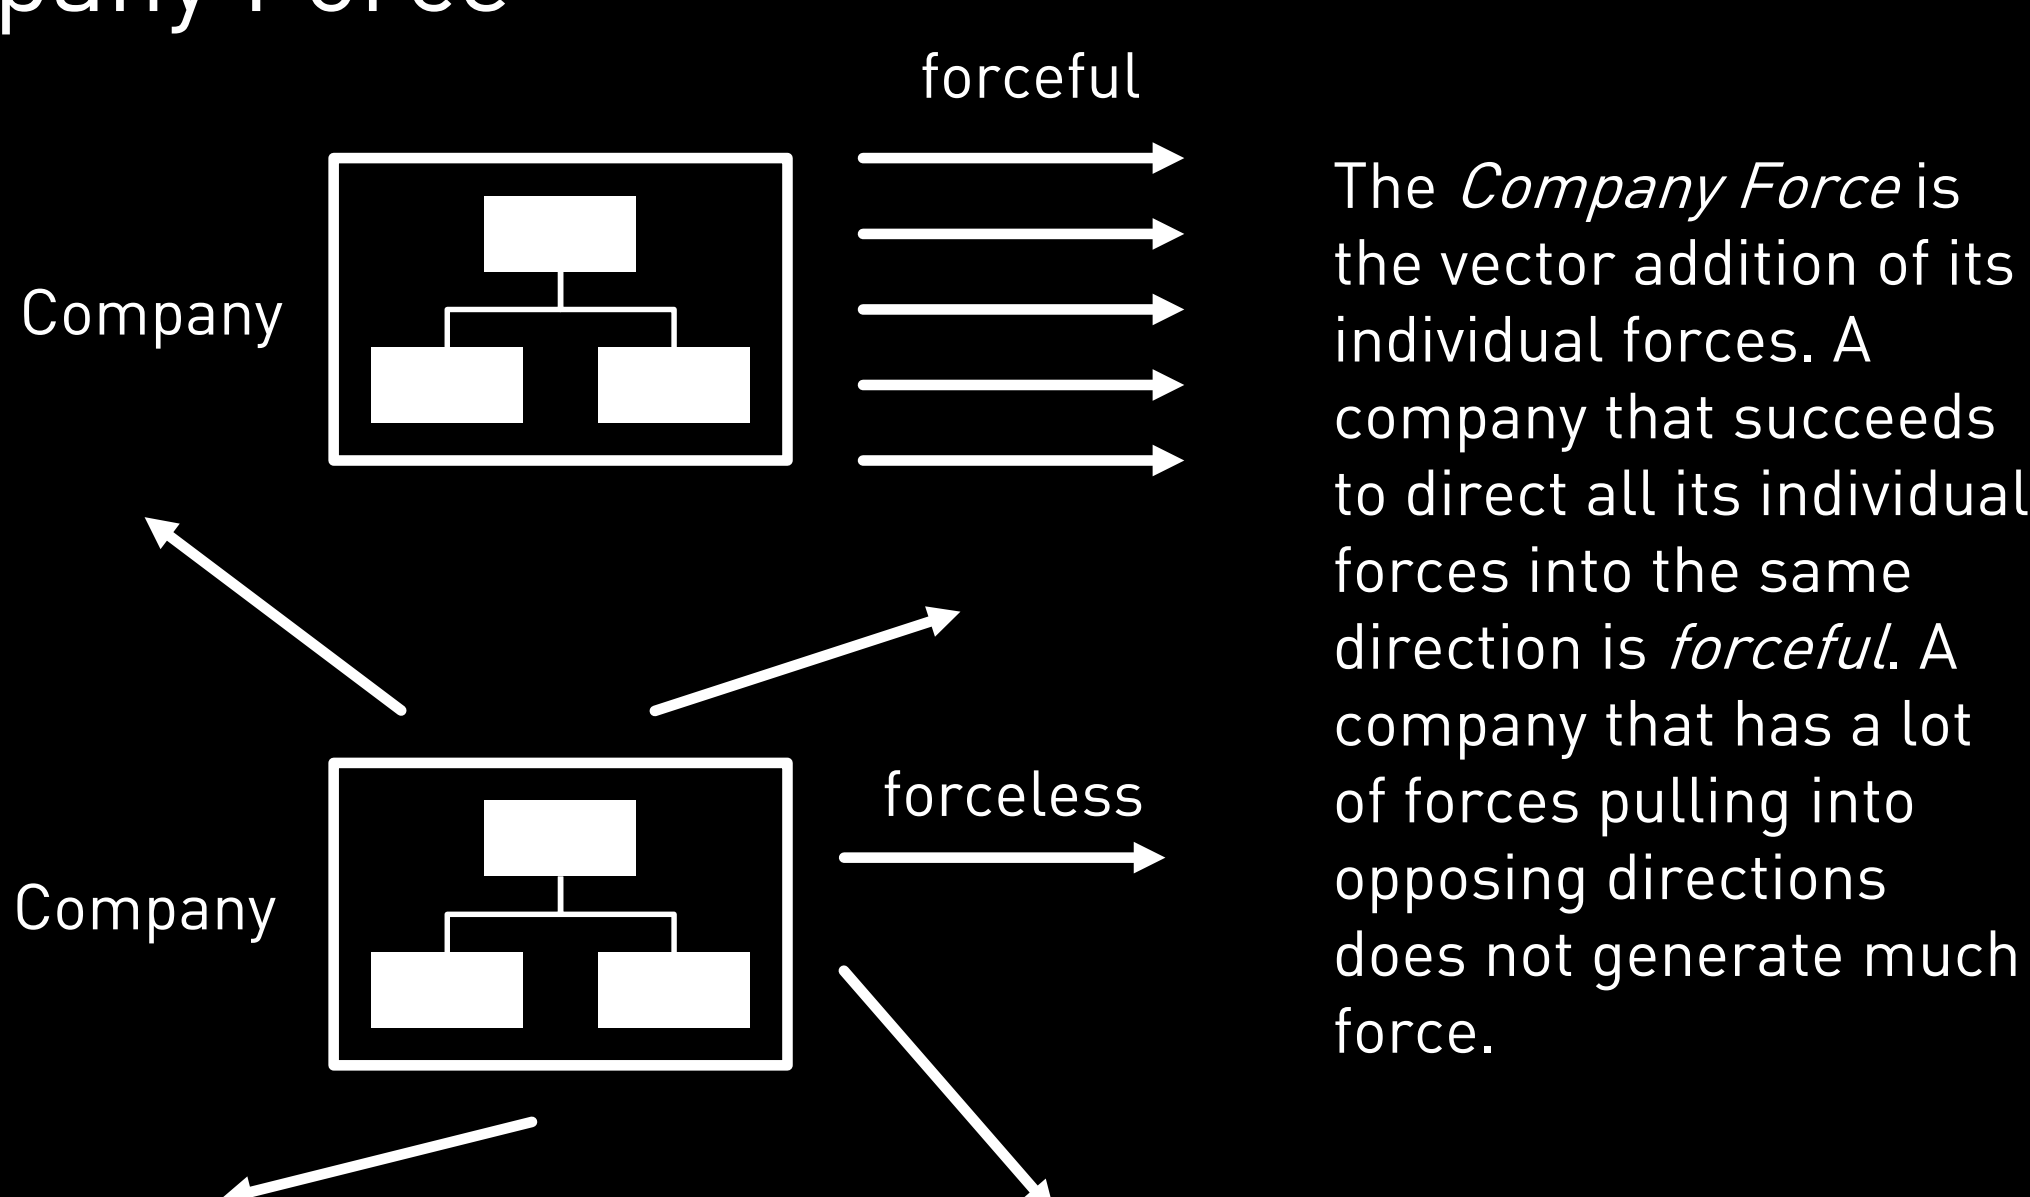 pany Force
forceful
Company
The Company Force is
the vector addition of its
individual forces. A
company that succeeds
to direct all its individual
forces into the same
direction is forceful. A
company that has a lot
of forces pulling into
opposing directions
does not generate much
force.
forceless
Company